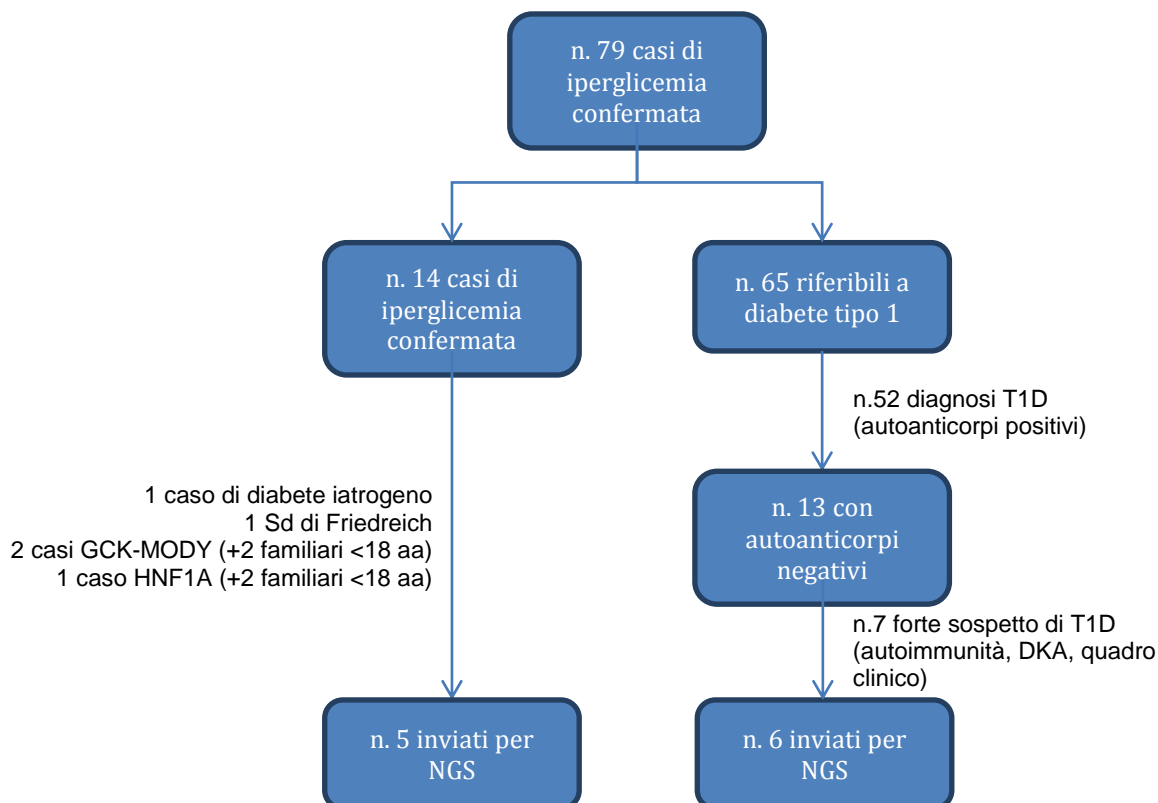 n. 79 casi di
iperglicemia
confermata
n. 14 casi di
iperglicemia
confermata
n. 65 riferibili a
diabete tipo 1
n.52 diagnosi T1D
(autoanticorpi positivi)
1 caso di diabete iatrogeno
1 Sd di Friedreich
2 casi GCK-MODY (+2 familiari <18 aa)
1 caso HNF1A (+2 familiari <18 aa)
n. 13 con
autoanticorpi
negativi
n.7 forte sospetto di T1D
(autoimmunità, DKA, quadro
clinico)
n. 5 inviati per
NGS
n. 6 inviati per
NGS